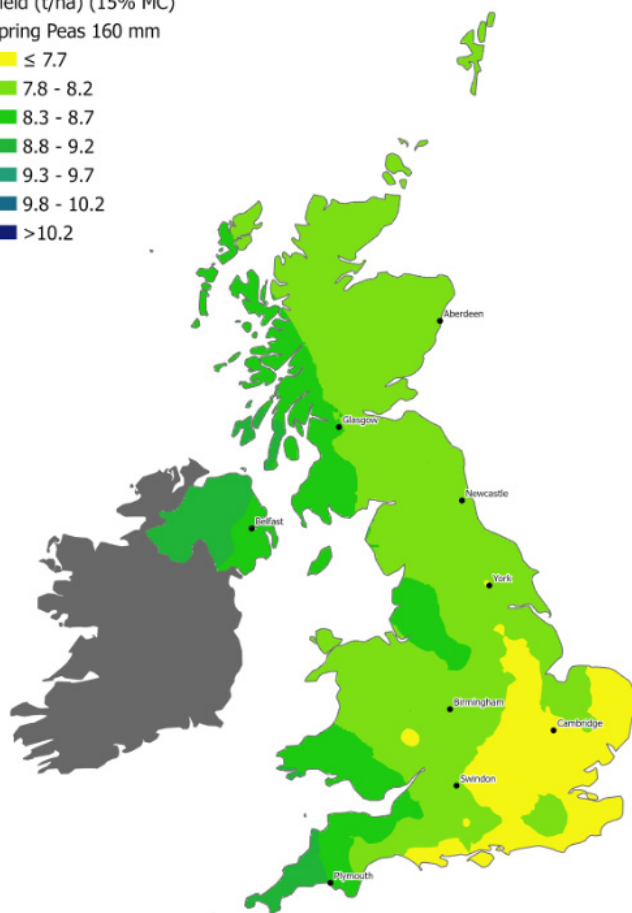 ield (t/ha) (15% MC)
pring Peas 160 mm
≤ 7.7
7.8 - 8.2
8.3 - 8.7
8.8 - 9.2
9.3 - 9.7
9.8 - 10.2
>10.2
Aberdeen
Glasgow
Newcastle
Belfast
York
Birmingham
Cambridge
Swindon
Plymouth